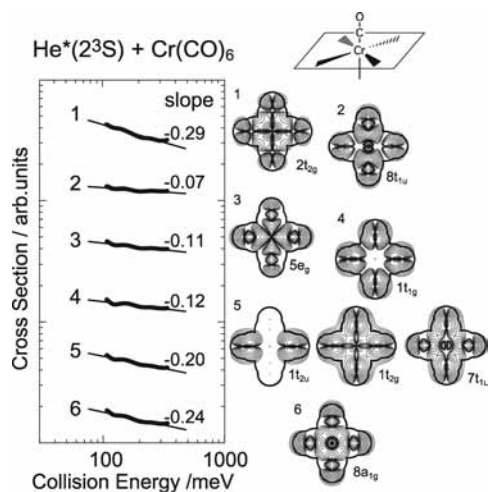 He*(2³S) + Cr(CO)₆
O
C
Cr
slope
1 -0.29
2 -0.07
3 -0.11
4 -0.12
5 -0.20
6 -0.24
Cross Section / arb.units
100 1000
Collision Energy /meV
1
2t₂g
2
8t₁u
3
5eg
4
1t₁g
5
1t₂u
1t₂g
7t₁u
6
8a₁g